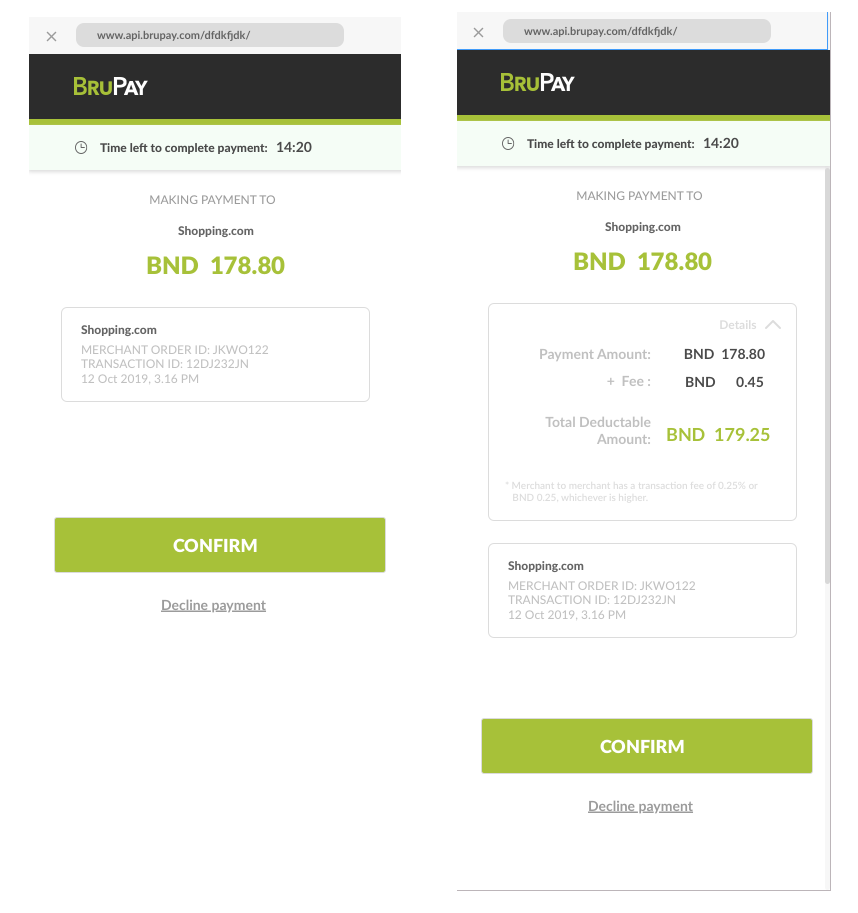 www.api.brupay.com/dfdkfjdk/
BRUPAY
Time left to complete payment: 14:20
MAKING PAYMENT TO
Shopping.com
BND 178.80
Shopping.com
MERCHANT ORDER ID: JKWO122
TRANSACTION ID: 12DJ232JN
12 Oct 2019, 3.16 PM
CONFIRM
Decline payment
www.api.brupay.com/dfdkfjdk/
BRUPAY
Time left to complete payment: 14:20
MAKING PAYMENT TO
Shopping.com
BND 178.80
Details
Payment Amount: BND 178.80
+ Fee : BND 0.45
Total Deductable
Amount: BND 179.25
* Merchant to merchant has a transaction fee of 0.25% or
BND 0.25, whichever is higher.
Shopping.com
MERCHANT ORDER ID: JKWO122
TRANSACTION ID: 12DJ232JN
12 Oct 2019, 3.16 PM
CONFIRM
Decline payment